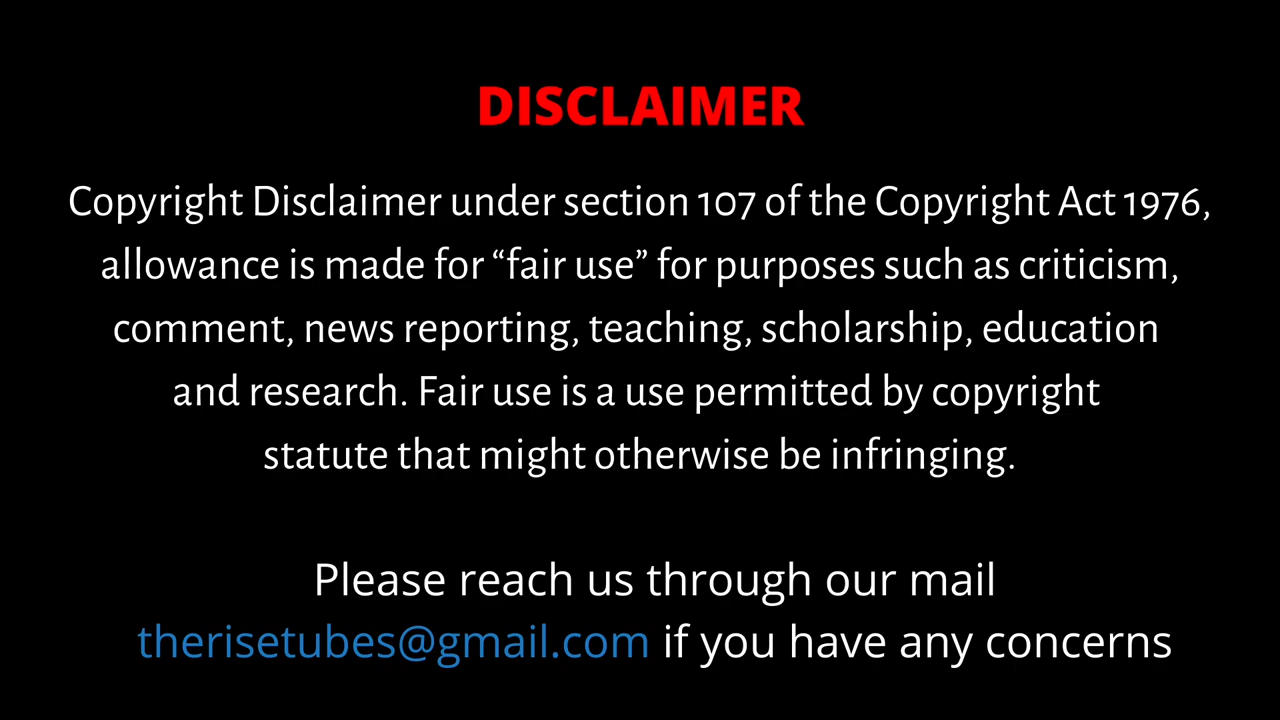 DISCLAIMER
Copyright Disclaimer under section 107 of the Copyright Act 1976,
allowance is made for “fair use” for purposes such as criticism,
comment, news reporting, teaching, scholarship, education
and research. Fair use is a use permitted by copyright
statute that might otherwise be infringing.
Please reach us through our mail
therisetubes@gmail.com if you have any concerns